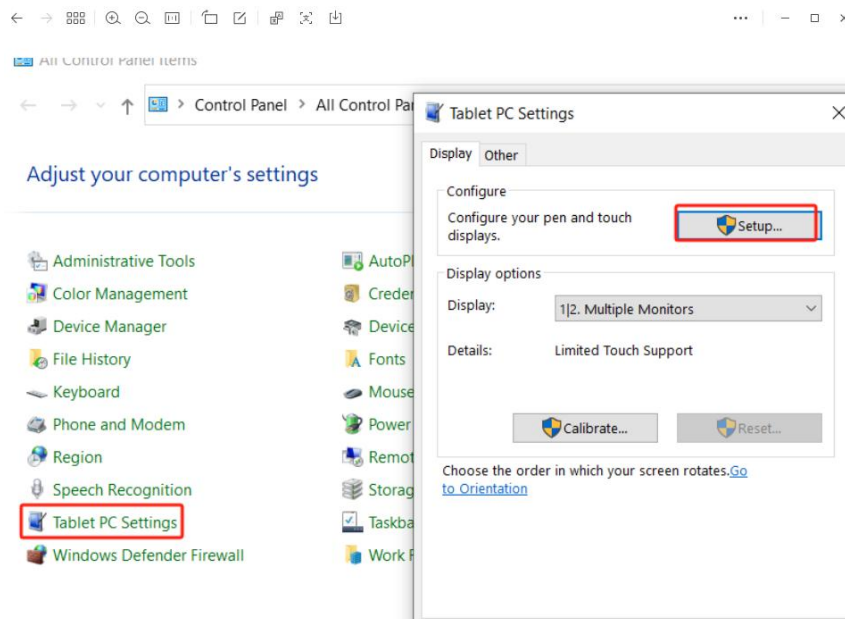 All Control Panel Items
Control Panel > All Control Pa
Adjust your computer's settings
Administrative Tools
AutoPl
Color Management
Creder
Device Manager
Device
File History
Fonts
Keyboard
Mouse
Phone and Modem
Power
Region
Remot
Speech Recognition
Storag
Tablet PC Settings
Taskba
Windows Defender Firewall
Work F
Tablet PC Settings
Display
Other
Configure
Configure your pen and touch
displays.
Setup...
Display options
Display:
1|2. Multiple Monitors
Details:
Limited Touch Support
Calibrate...
Reset...
Choose the order in which your screen rotates.Go
to Orientation